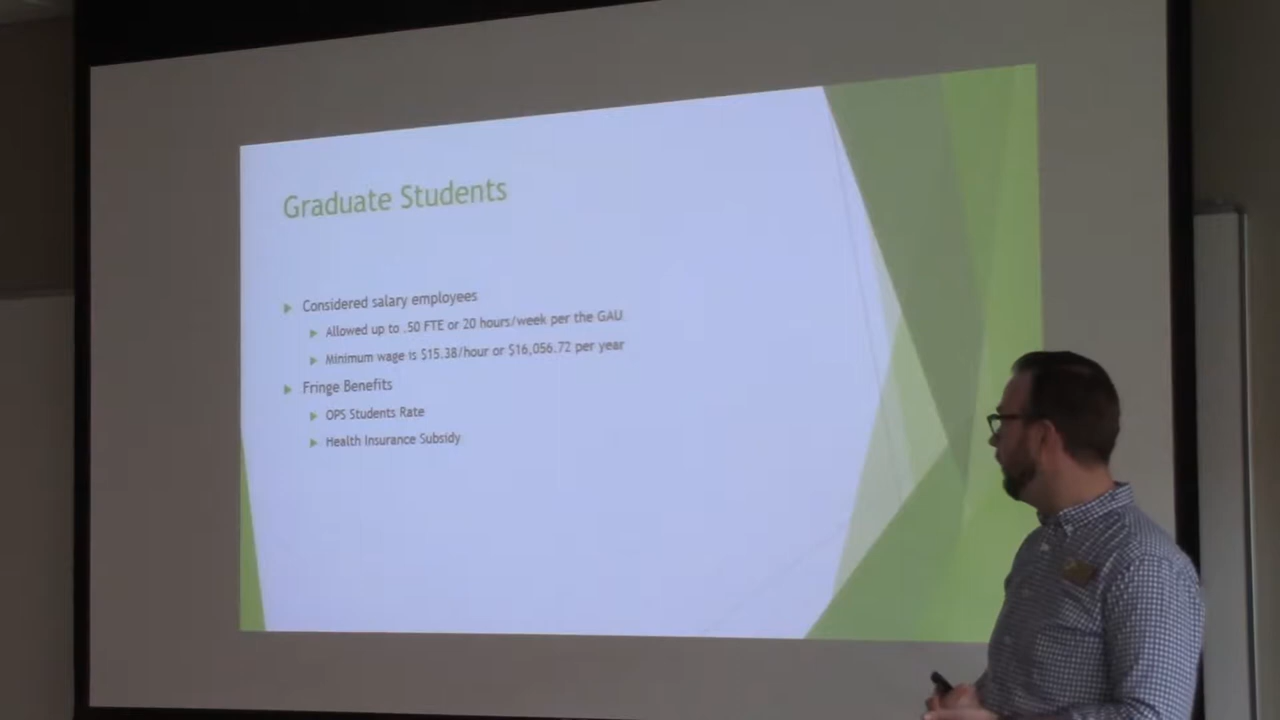 Graduate Students
Considered salary employees
Allowed up to .50 FTE or 20 hours/week per the GAU
Minimum wage is $15.38/hour or $16,056.72 per year
Fringe Benefits
OPS Students Rate
Health Insurance Subsidy